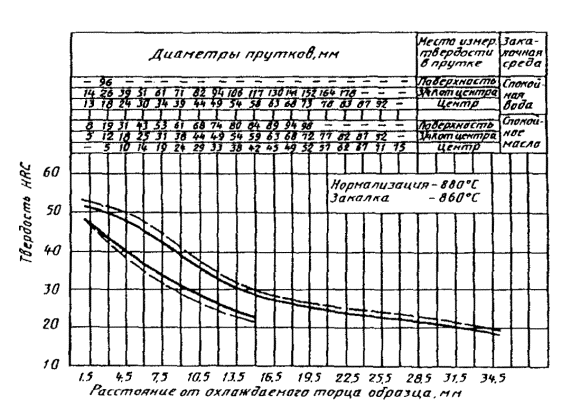 Диаметры прутков, мм
Место измер. твердости в прутке
Закалочная среда
- 96 - - - - - - - - - - - - - - - Поверхность
14 26 39 51 61 71 82 94 106 117 130 141 152 164 178 - - 3/4 от центра
13 18 24 30 34 39 44 49 54 58 63 68 73 78 83 87 92 - Центр
Спокойная вода
8 19 31 43 53 61 68 74 80 84 89 94 98 - - - - Поверхность
5 12 18 25 31 38 44 49 54 59 63 68 72 77 82 87 92 - 3/4 от центра
- 5 10 14 19 24 29 33 38 42 45 49 52 57 62 67 71 75 Центр
Спокойное масло
Нормализация - 880°C
Закалка - 860°C
Твердость HRC
60
50
40
30
20
10
1.5 4.5 7.5 10.5 13.5 16.5 19.5 22,5 25,5 28,5 31,5 34,5
Расстояние от охлаждаемого торца образца, мм